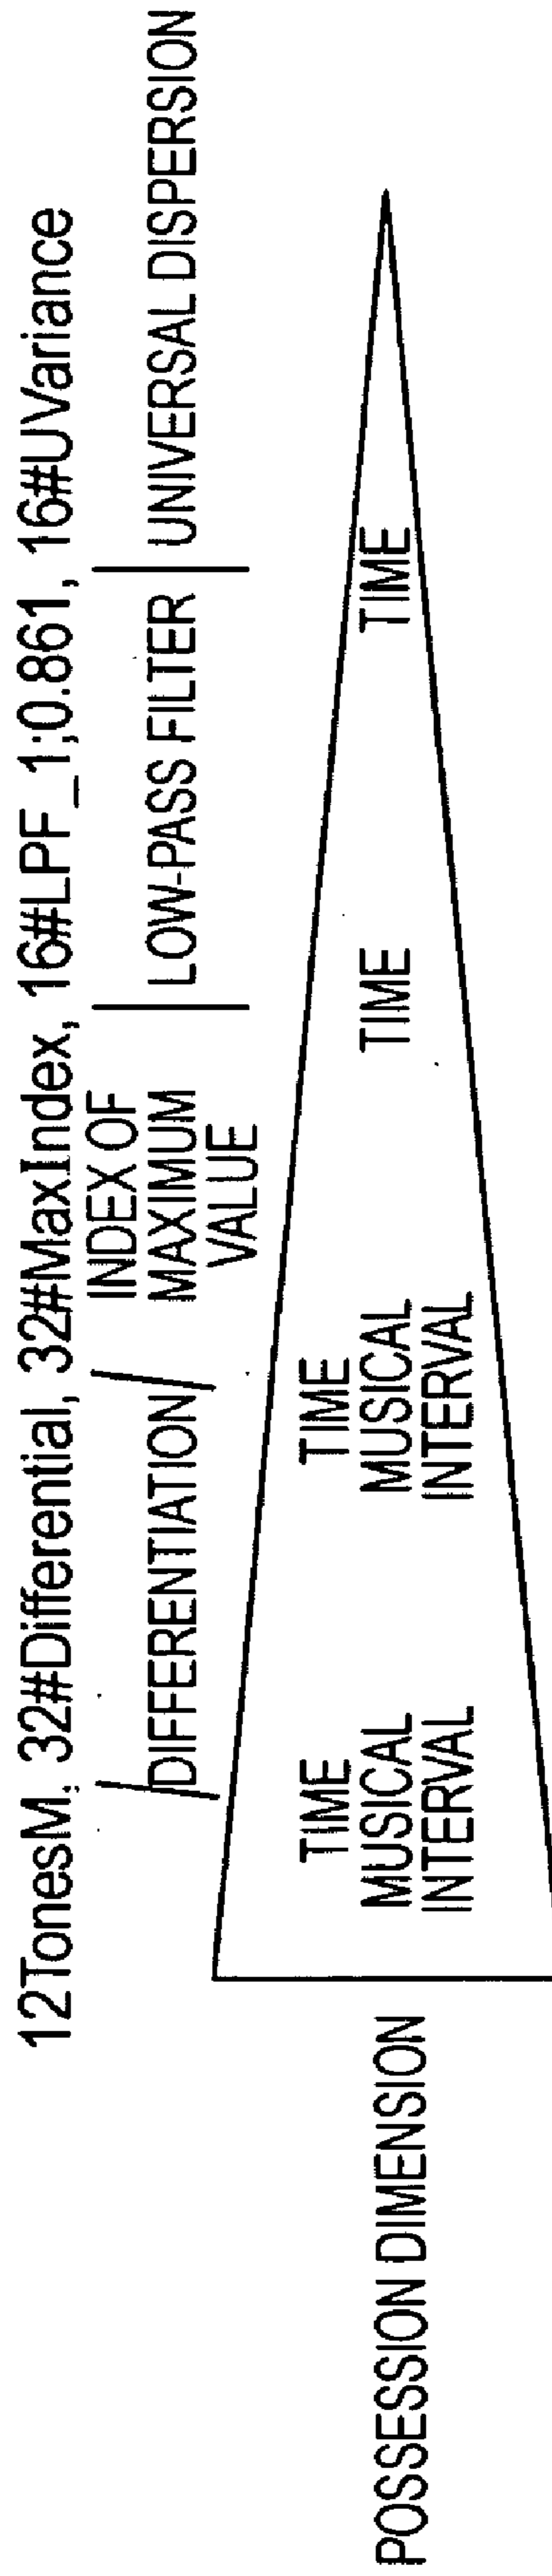 12TonesM, 32#Differential, 32#MaxIndex, 16#LPF_1;0.861, 16#UVariance
DIFFERENTIATION
INDEX OF
MAXIMUM
VALUE
LOW-PASS FILTER
UNIVERSAL DISPERSION
POSSESSION DIMENSION
TIME
MUSICAL
INTERVAL
TIME
MUSICAL
INTERVAL
TIME
TIME